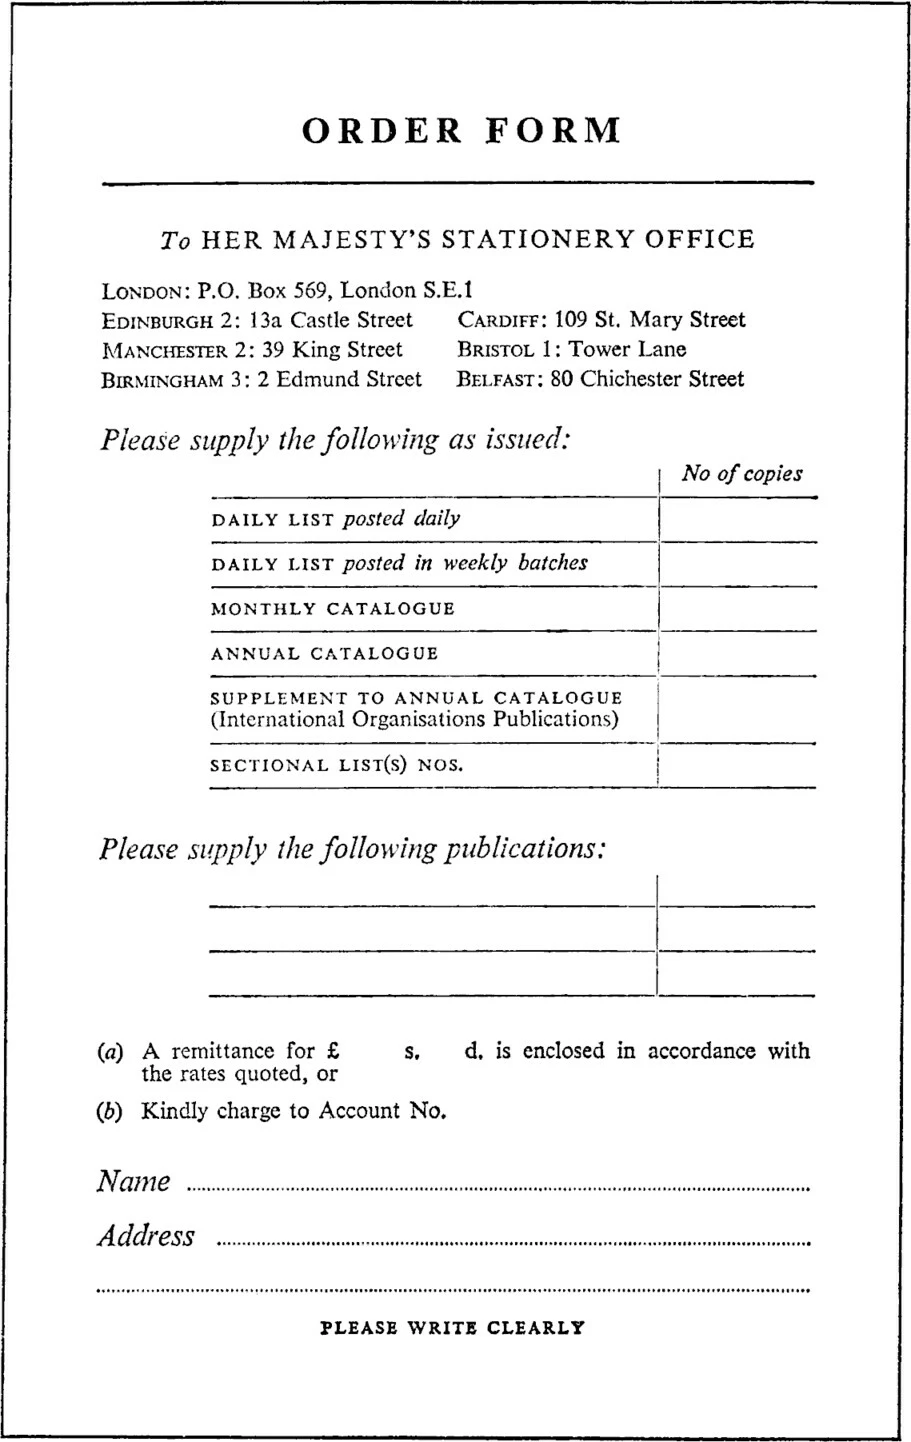 ORDER FORM
To HER MAJESTY'S STATIONERY OFFICE
LONDON: P.O. Box 569, London S.E.1
EDINBURGH 2: 13a Castle Street CARDIFF: 109 St. Mary Street
MANCHESTER 2: 39 King Street BRISTOL 1: Tower Lane
BIRMINGHAM 3: 2 Edmund Street BELFAST: 80 Chichester Street
Please supply the following as issued:
No of copies
DAILY LIST posted daily
DAILY LIST posted in weekly batches
MONTHLY CATALOGUE
ANNUAL CATALOGUE
SUPPLEMENT TO ANNUAL CATALOGUE
(International Organisations Publications)
SECTIONAL LIST(S) NOS.
Please supply the following publications:
(a) A remittance for £ s. d. is enclosed in accordance with
the rates quoted, or
(b) Kindly charge to Account No.
Name
Address
PLEASE WRITE CLEARLY